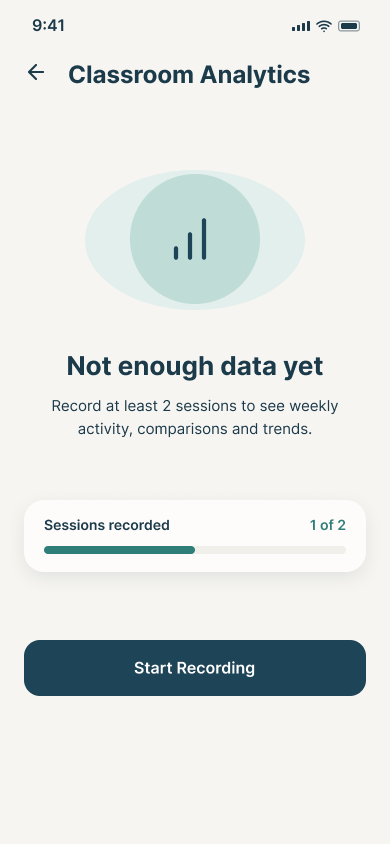 9:41
Classroom Analytics
Not enough data yet
Record at least 2 sessions to see weekly
activity, comparisons and trends.
Sessions recorded
1 of 2
Start Recording